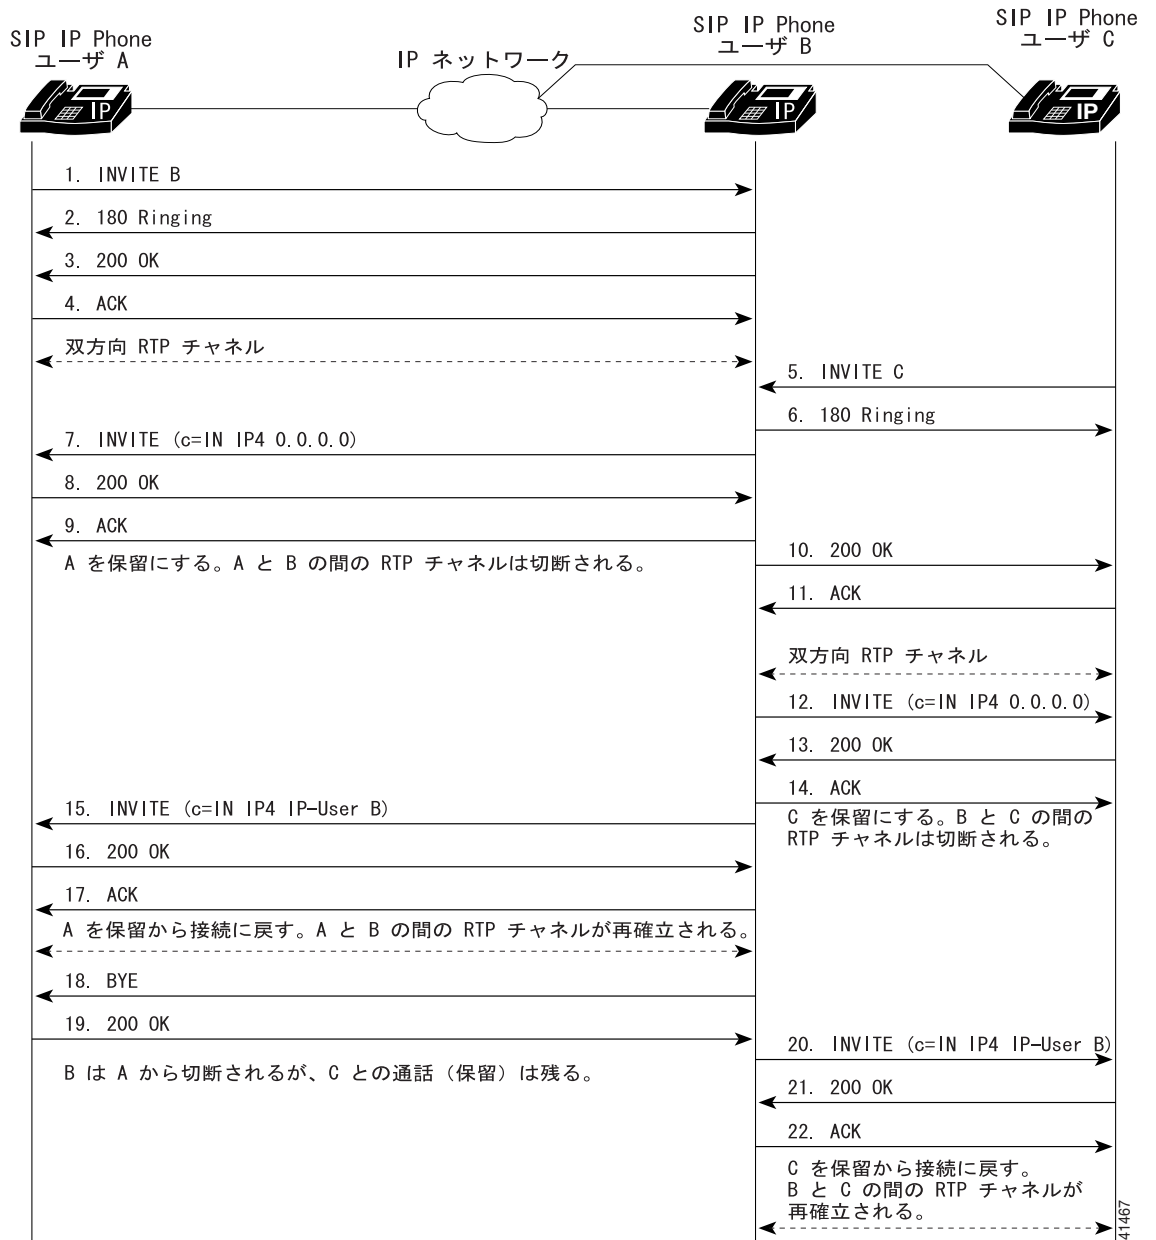 SIP IP Phone
ユーザ A
IP ネットワーク
SIP IP Phone
ユーザ B
SIP IP Phone
ユーザ C
IP
IP
IP
1. INVITE B
2. 180 Ringing
3. 200 OK
4. ACK
双方向 RTP チャネル
5. INVITE C
6. 180 Ringing
7. INVITE (c=IN IP4 0.0.0.0)
8. 200 OK
9. ACK
A を保留にする。A と B の間の RTP チャネルは切断される。
10. 200 OK
11. ACK
双方向 RTP チャネル
12. INVITE (c=IN IP4 0.0.0.0)
13. 200 OK
14. ACK
C を保留にする。B と C の間の
RTP チャネルは切断される。
15. INVITE (c=IN IP4 IP-User B)
16. 200 OK
17. ACK
A を保留から接続に戻す。A と B の間の RTP チャネルが再確立される。
18. BYE
19. 200 OK
B は A から切断されるが、C との通話（保留）は残る。
20. INVITE (c=IN IP4 IP-User B)
21. 200 OK
22. ACK
C を保留から接続に戻す。
B と C の間の RTP チャネルが
再確立される。
41467